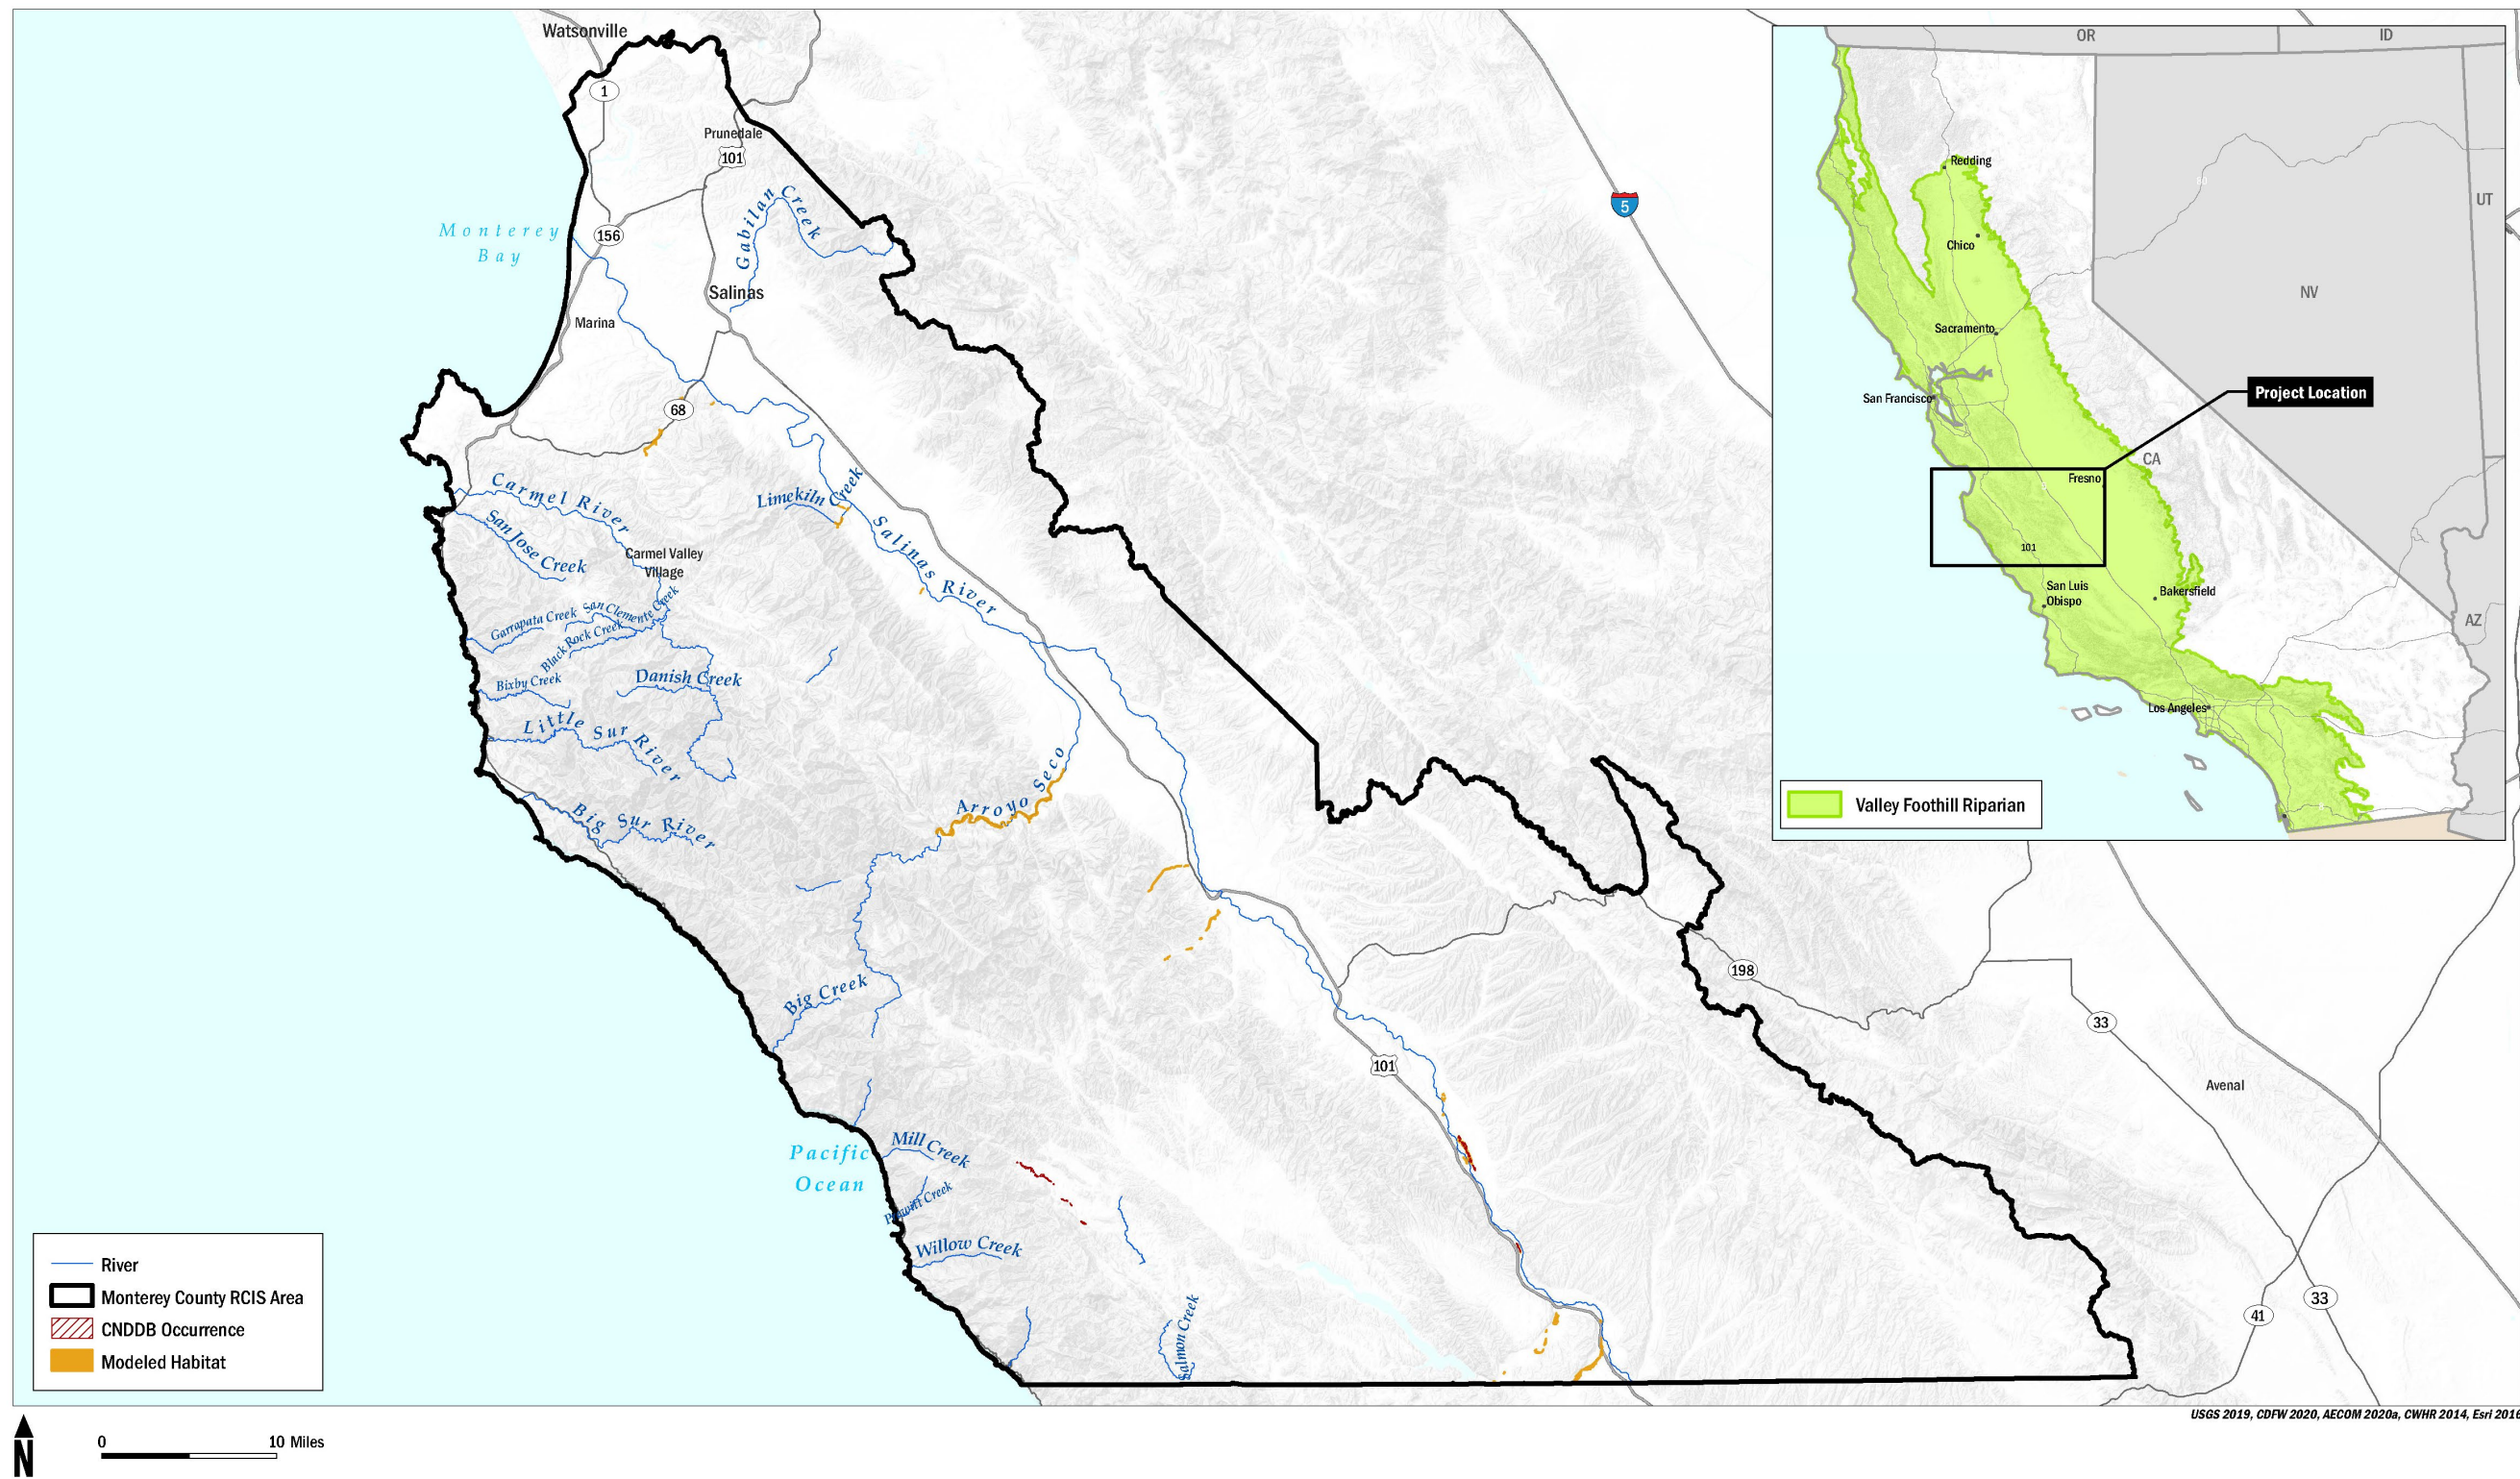 Watsonville
1
Prunedale
101
Monterey
Bay
156
Gabilan Creek
Salinas
Marina
68
Carmel River
San Jose Creek
Limekiln Creek
Salinas River
Carmel Valley
Village
Garrapata Creek
San Clemente Creek
Black Rock Creek
Bixby Creek
Danish Creek
Little Sur River
Big Sur River
Arroyo Seco
Big Creek
5
198
33
101
Avenal
Pacific
Ocean
Mill Creek
Prewitt Creek
Willow Creek
Salmon Creek
41
33
OR
ID
Redding
UT
Chico
NV
Sacramento
San Francisco
Project Location
CA
Fresno
101
San Luis
Obispo
Bakersfield
AZ
Los Angeles
Valley Foothill Riparian
River
Monterey County RCIS Area
CNDDB Occurrence
Modeled Habitat
USGS 2019, CDFW 2020, AECOM 2020a, CWHR 2014, Esri 2016
N
0 10 Miles